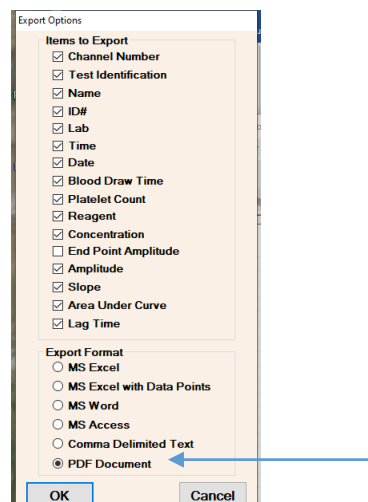 Export Options
Items to Export
Channel Number
Test Identification
Name
ID#
Lab
Time
Date
Blood Draw Time
Platelet Count
Reagent
Concentration
End Point Amplitude
Amplitude
Slope
Area Under Curve
Lag Time
Export Format
MS Excel
MS Excel with Data Points
MS Word
MS Access
Comma Delimited Text
PDF Document
OK Cancel